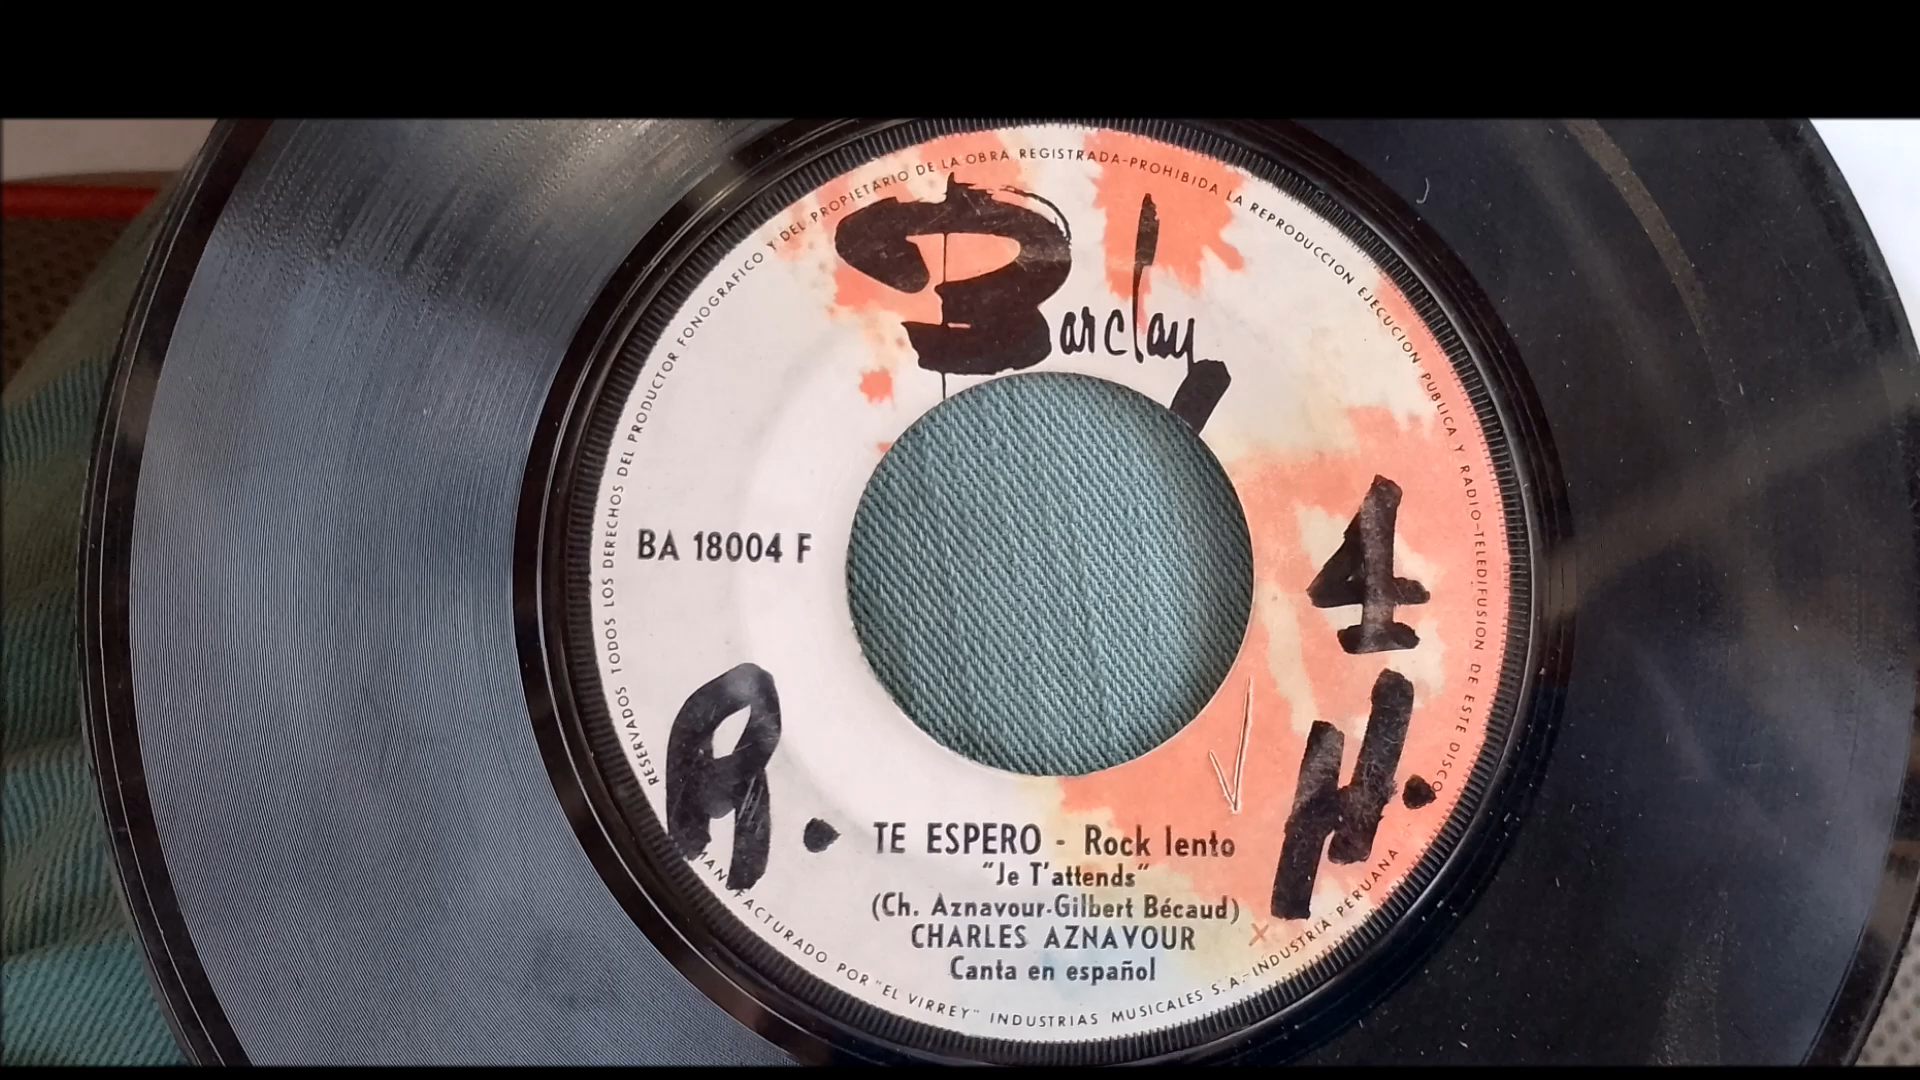 RESERVADOS TODOS LOS DERECHOS DEL PRODUCTOR FONOGRAFICO Y DEL PROPIETARIO DE LA OBRA REGISTRADA-PROHIBIDA LA REPRODUCCION EJECUCION PUBLICA Y RADIO-TELEDIFUSION DE ESTE DISCO
Barclay
BA 18004 F
4
R. H.
TE ESPERO - Rock lento
"Je T'attends"
(Ch. Aznavour-Gilbert Bécaud)
CHARLES AZNAVOUR
Canta en español
MANUFACTURADO POR "EL VIRREY" INDUSTRIAS MUSICALES S.A.-INDUSTRIA PERUANA